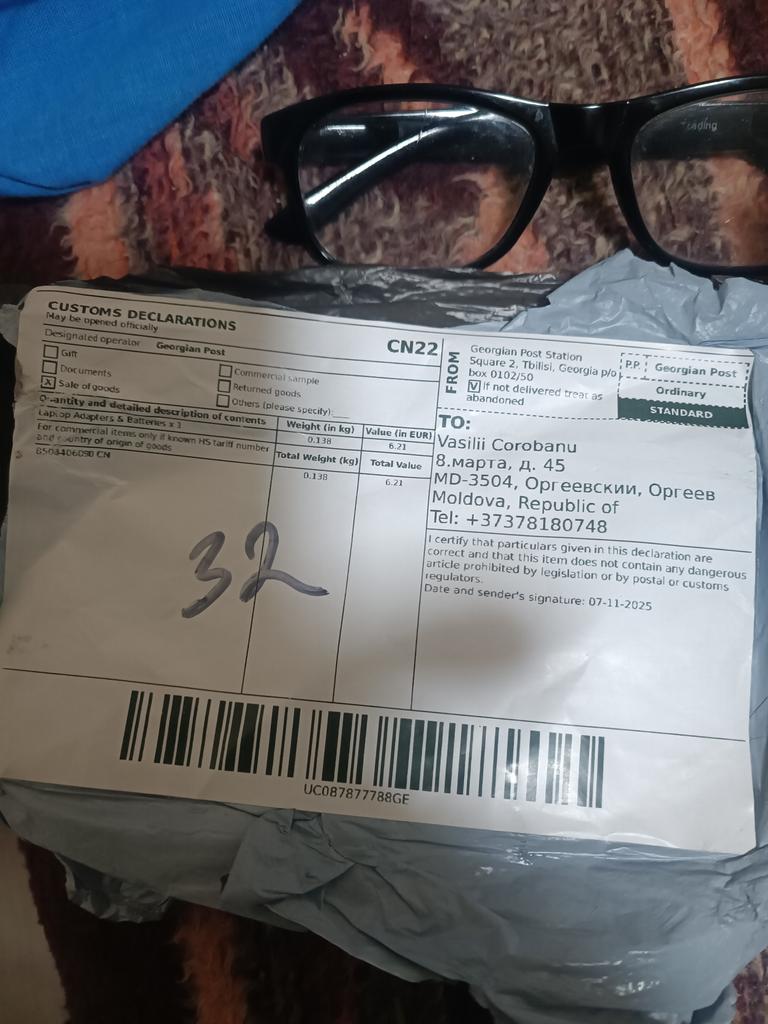 ading
CUSTOMS DECLARATIONS
May be opened officially
CN22
Designated operator Georgian Post
Gift
Documents
X Sale of goods
Commercial sample
Returned goods
Others (please specify):___
Quantity and detailed description of contents
Weight (in kg)
Value (in EUR)
Laptop Adapters & Batteries x 1
0.138
6.21
For commercial items only if known HS tariff number
and country of origin of goods
Total Weight (kg)
Total Value
8504406090 CN
0.138
6.21
32
FROM
Georgian Post Station
Square 2, Tbilisi, Georgia p/o
box 0102/50
V If not delivered treat as
abandoned
P.P. Georgian Post
Ordinary
STANDARD
TO:
Vasilii Corobanu
8.марта, д. 45
MD-3504, Оргеевскии, Оргеев
Moldova, Republic of
Tel: +37378180748
I certify that particulars given in this declaration are
correct and that this item does not contain any dangerous
article prohibited by legislation or by postal or customs
regulators.
Date and sender's signature: 07-11-2025
UC087877788GE